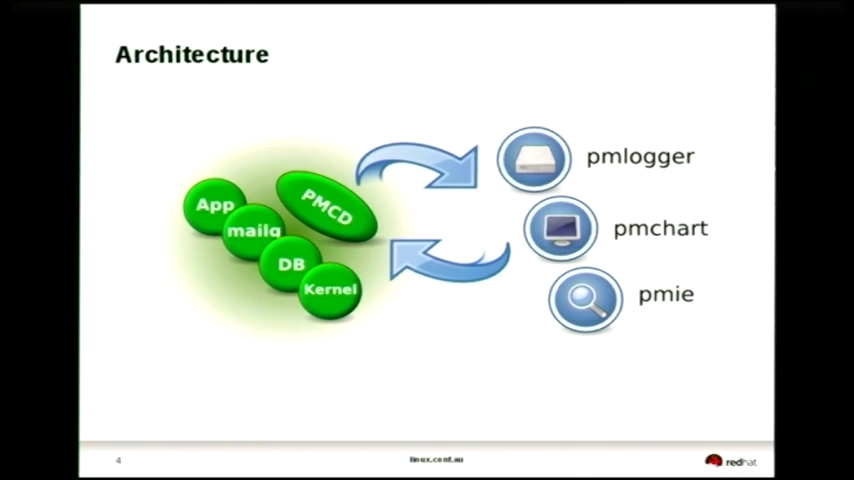 Architecture
App
mailq
DB
Kernel
PMCD
pmlogger
pmchart
pmie
4
linux.conf.au
redhat